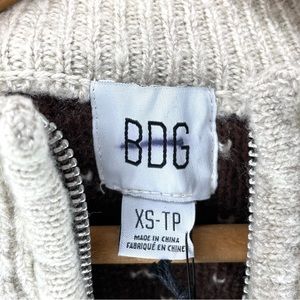 BDG
XS-TP
MADE IN CHINA
FABRIQUÉ EN CHINE